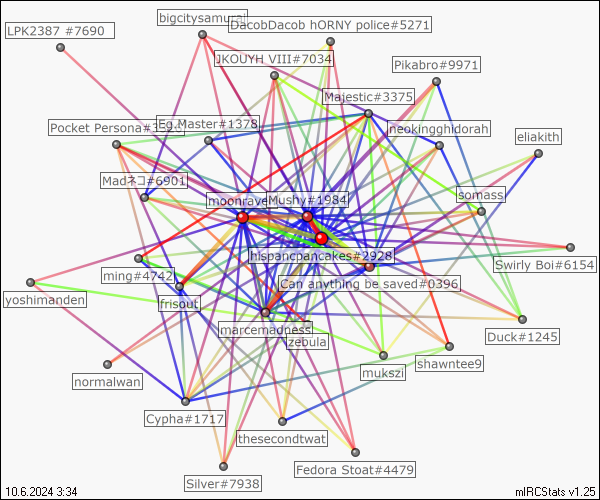 bigcitysamurai
DacobDacob hORNY police#5271
LPK2387 #7690
JKOUYH VIII#7034
Pikabro#9971
Majestic#3375
Pocket Persona#
Eg.Master#1378
neokingghidorah
eliakith
Madネコ#6901
moonrave
Mushy#1984
somass
hispancpancakes#2928
Swirly Boi#6154
ming#4742
Can anything be saved#0396
yoshimanden
frisout
marcemadness
zebula
Duck#1245
mukszi
shawntee9
normalwan
Cypha#1717
thesecondtwat
Fedora Stoat#4479
Silver#7938
10.6.2024 3:34
mIRCStats v1.25